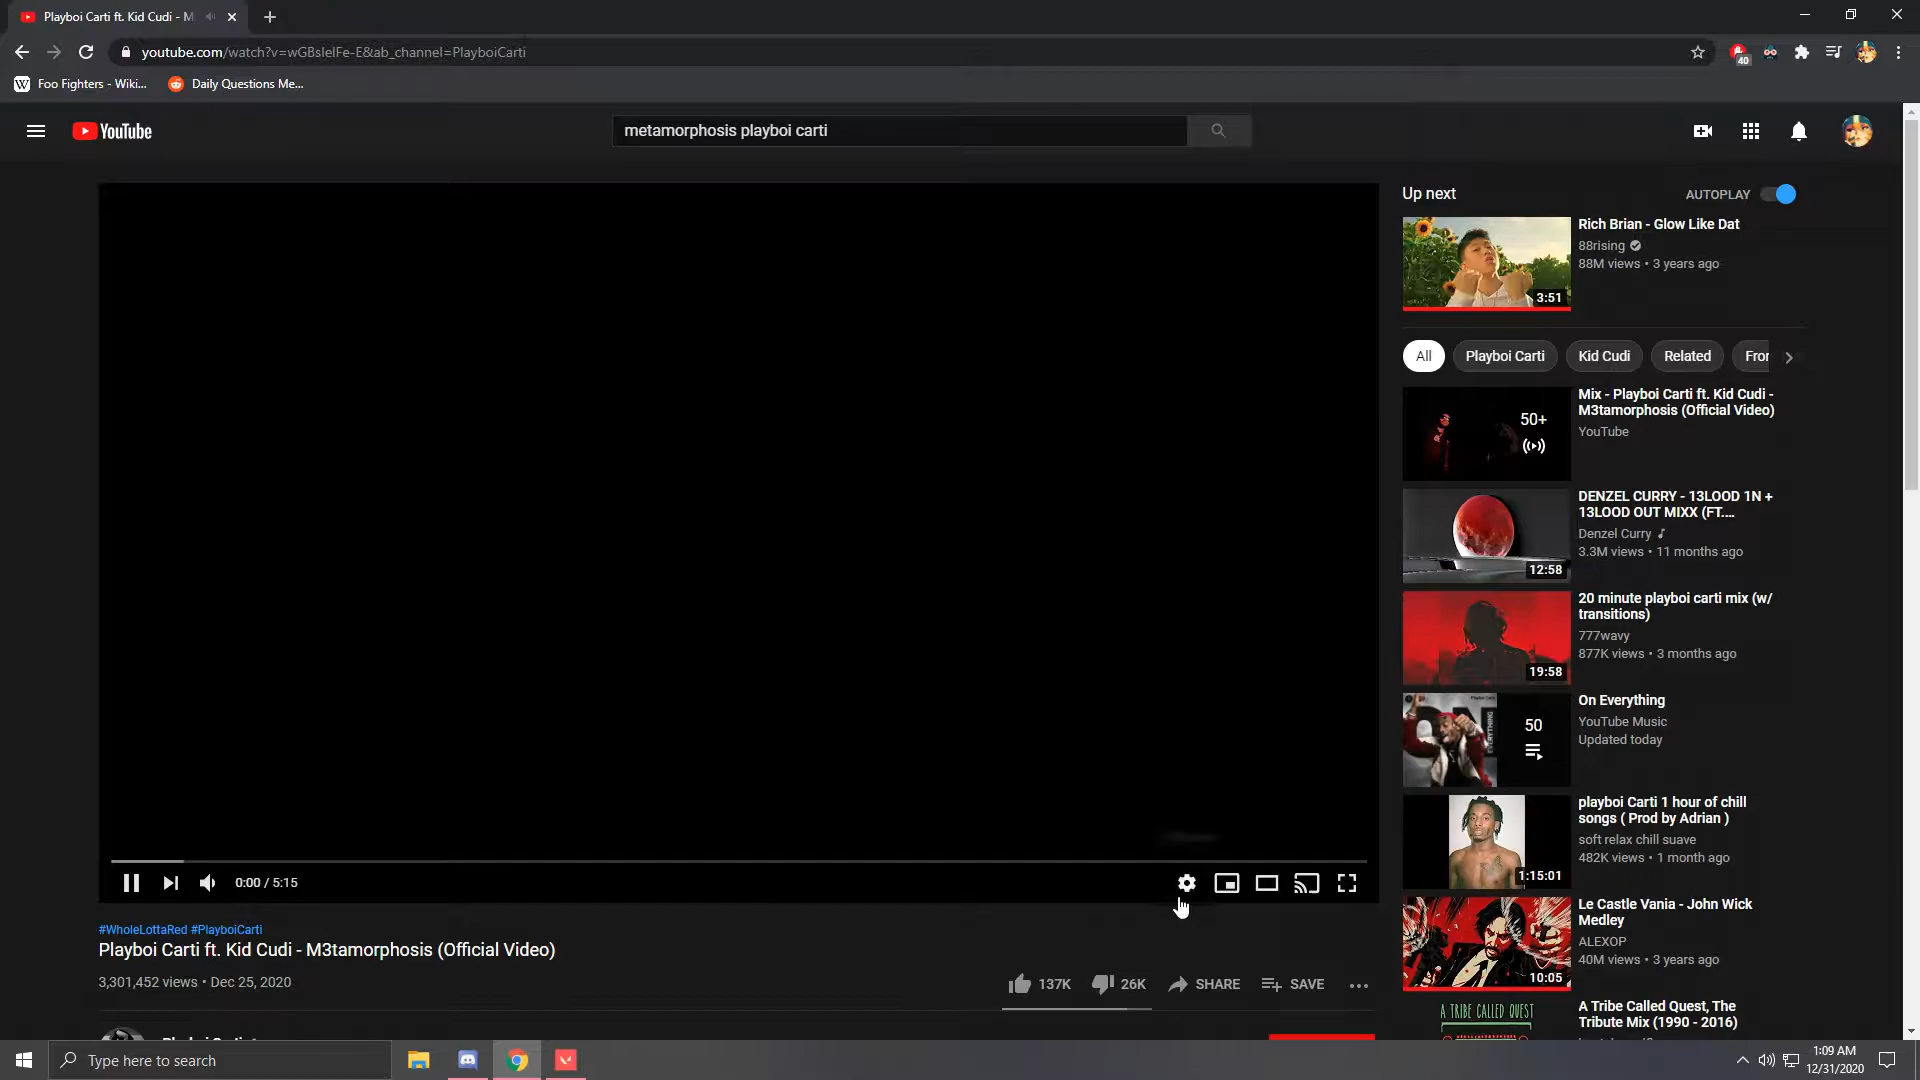 Playboi Carti ft. Kid Cudi - M
youtube.com/watch?v=wGBslelFe-E&ab_channel=PlayboiCarti
40
Foo Fighters - Wiki...
Daily Questions Me...
YouTube
metamorphosis playboi carti
Up next
AUTOPLAY
Rich Brian - Glow Like Dat
88rising
88M views • 3 years ago
3:51
All
Playboi Carti
Kid Cudi
Related
Fror
Mix - Playboi Carti ft. Kid Cudi -
M3tamorphosis (Official Video)
YouTube
50+
DENZEL CURRY - 13LOOD 1N +
13LOOD OUT MIXX (FT....
Denzel Curry
3.3M views • 11 months ago
12:58
20 minute playboi carti mix (w/
transitions)
777wavy
877K views • 3 months ago
19:58
On Everything
YouTube Music
Updated today
50
playboi Carti 1 hour of chill
songs ( Prod by Adrian )
soft relax chill suave
482K views • 1 month ago
1:15:01
Le Castle Vania - John Wick
Medley
ALEXOP
40M views • 3 years ago
10:05
A Tribe Called Quest, The
Tribute Mix (1990 - 2016)
A TRIBE CALLED QUEST
0:00 / 5:15
#WholeLottaRed #PlayboiCarti
Playboi Carti ft. Kid Cudi - M3tamorphosis (Official Video)
3,301,452 views • Dec 25, 2020
137K
26K
SHARE
SAVE
Type here to search
1:09 AM
12/31/2020